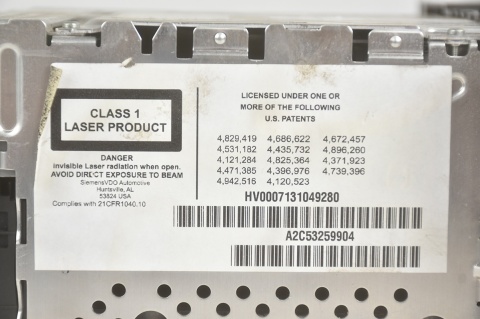 CLASS 1
LASER PRODUCT
DANGER
invisible Laser radiation when open.
AVOID DIRECT EXPOSURE TO BEAM
SiemensVDO Automotive
Huntsville, AL
53824 USA
Complies with 21CFR1040.10
LICENSED UNDER ONE OR
MORE OF THE FOLLOWING
U.S. PATENTS
4,829,419 4,686,622 4,672,457
4,531,182 4,435,732 4,896,260
4,121,284 4,825,364 4,371,923
4,471,385 4,396,976 4,739,396
4,942,516 4,120,523
HV0007131049280
A2C53259904